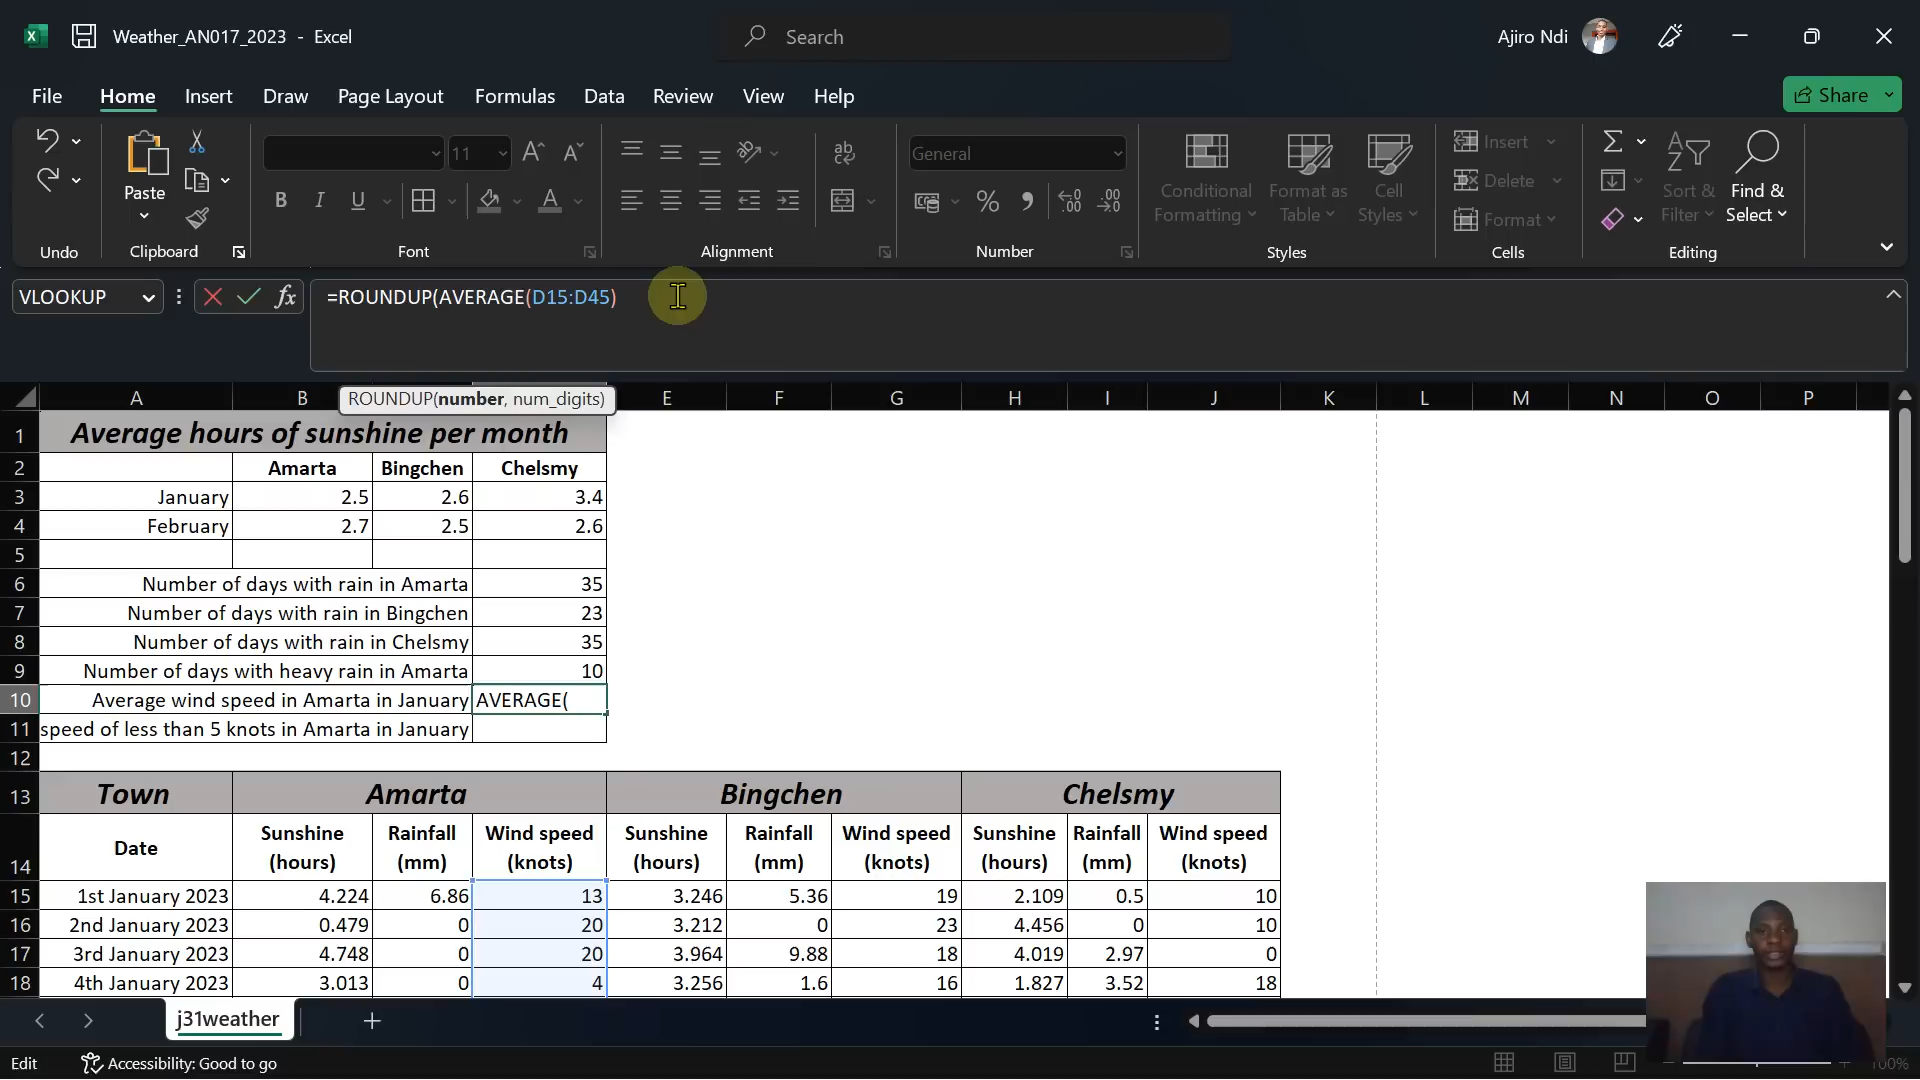 Weather_AN017_2023 - Excel
Search
Ajiro Ndi
File Home Insert Draw Page Layout Formulas Data Review View Help
Share
Paste
11
General
Conditional Formatting
Format as Table
Cell Styles
Insert
Delete
Format
Sort & Filter
Find & Select
Undo Clipboard Font Alignment Number Styles Cells Editing
VLOOKUP
=ROUNDUP(AVERAGE(D15:D45)
ROUNDUP(number, num_digits)
A B E F G H I J K L M N O P
1 Average hours of sunshine per month
2 Amarta Bingchen Chelsmy
3 January 2.5 2.6 3.4
4 February 2.7 2.5 2.6
5
6 Number of days with rain in Amarta 35
7 Number of days with rain in Bingchen 23
8 Number of days with rain in Chelsmy 35
9 Number of days with heavy rain in Amarta 10
10 Average wind speed in Amarta in January AVERAGE(
11 speed of less than 5 knots in Amarta in January
12
13 Town Amarta Bingchen Chelsmy
14 Date Sunshine (hours) Rainfall (mm) Wind speed (knots) Sunshine (hours) Rainfall (mm) Wind speed (knots) Sunshine (hours) Rainfall (mm) Wind speed (knots)
15 1st January 2023 4.224 6.86 13 3.246 5.36 19 2.109 0.5 10
16 2nd January 2023 0.479 0 20 3.212 0 23 4.456 0 10
17 3rd January 2023 4.748 0 20 3.964 9.88 18 4.019 2.97 0
18 4th January 2023 3.013 0 4 3.256 1.6 16 1.827 3.52 18
j31weather
Edit
Accessibility: Good to go
100%